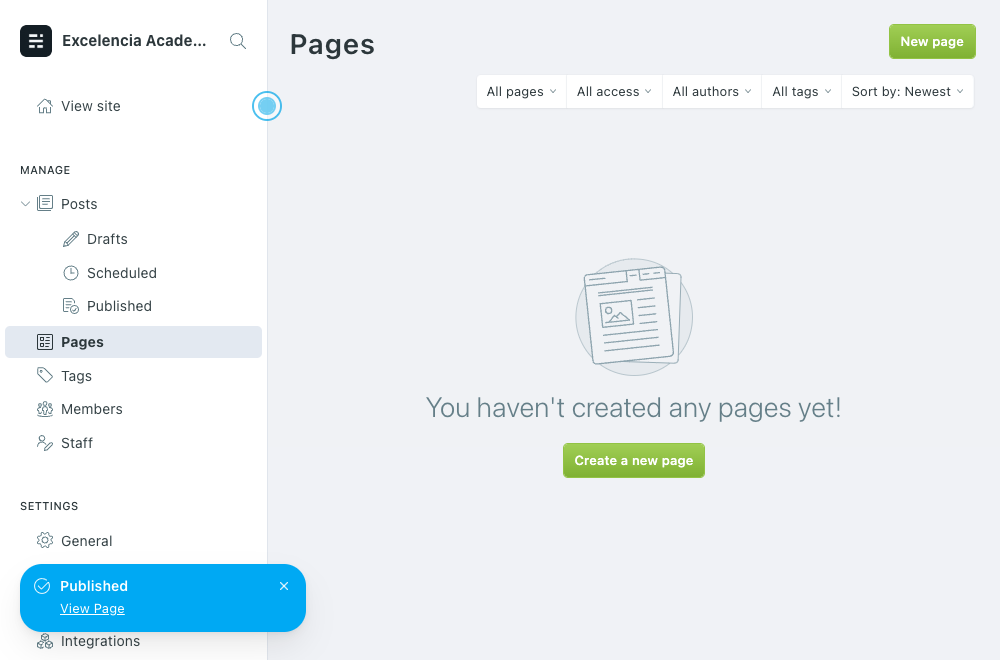 Excelencia Acade...
View site
MANAGE
Posts
Drafts
Scheduled
Published
Pages
Tags
Members
Staff
SETTINGS
General
Published
View Page
Integrations
Pages
New page
All pages
All access
All authors
All tags
Sort by: Newest
You haven't created any pages yet!
Create a new page